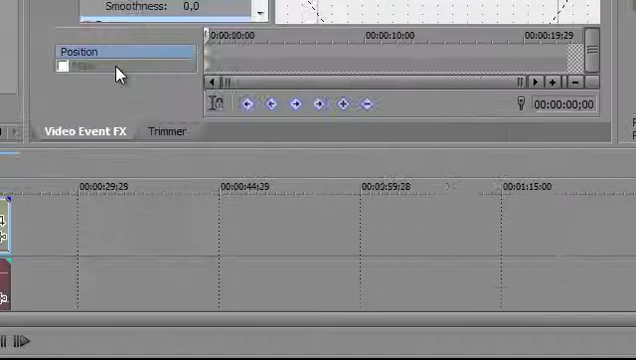 Smoothness: 0,0
0:00:00:00 00:00:10:00 00:00:19:29
Position
Mask
00:00:00;00
Video Event FX Trimmer
00:00:29;29 00:00:44;29 00:00:59;28 00:01:15:00